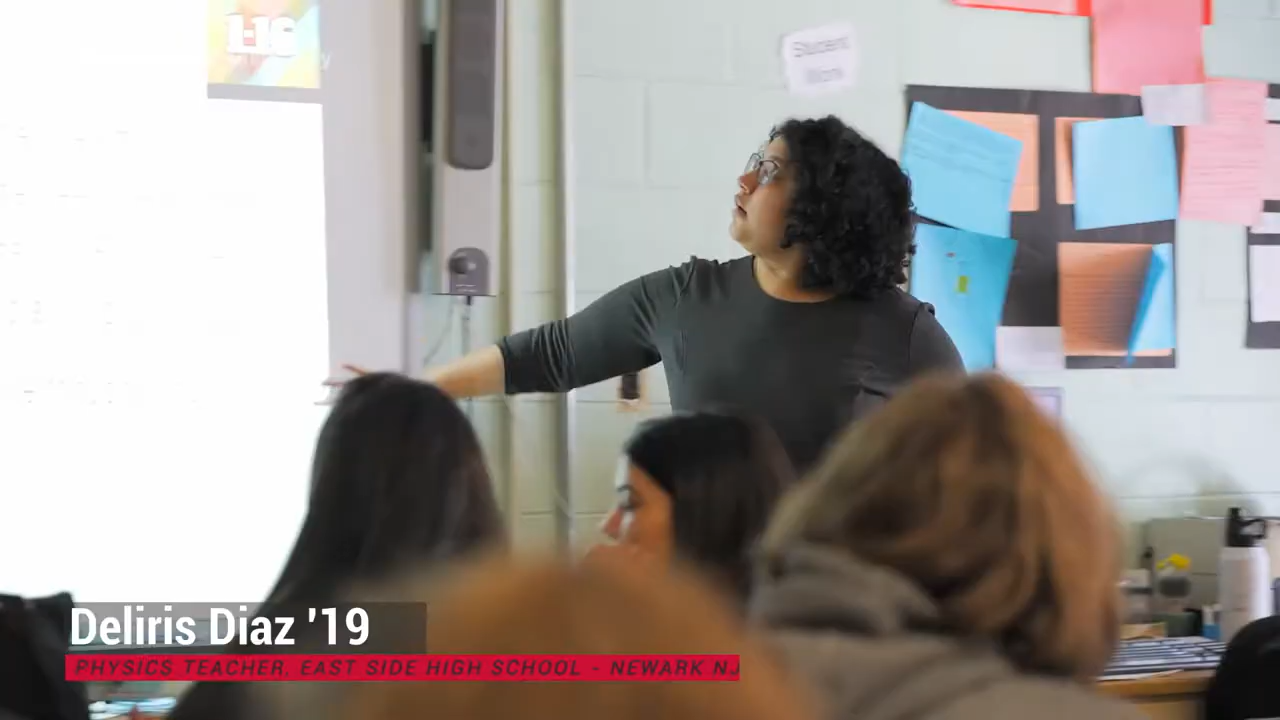 1:16
Student
Work
Deliris Diaz '19
PHYSICS TEACHER, EAST SIDE HIGH SCHOOL - NEWARK NJ